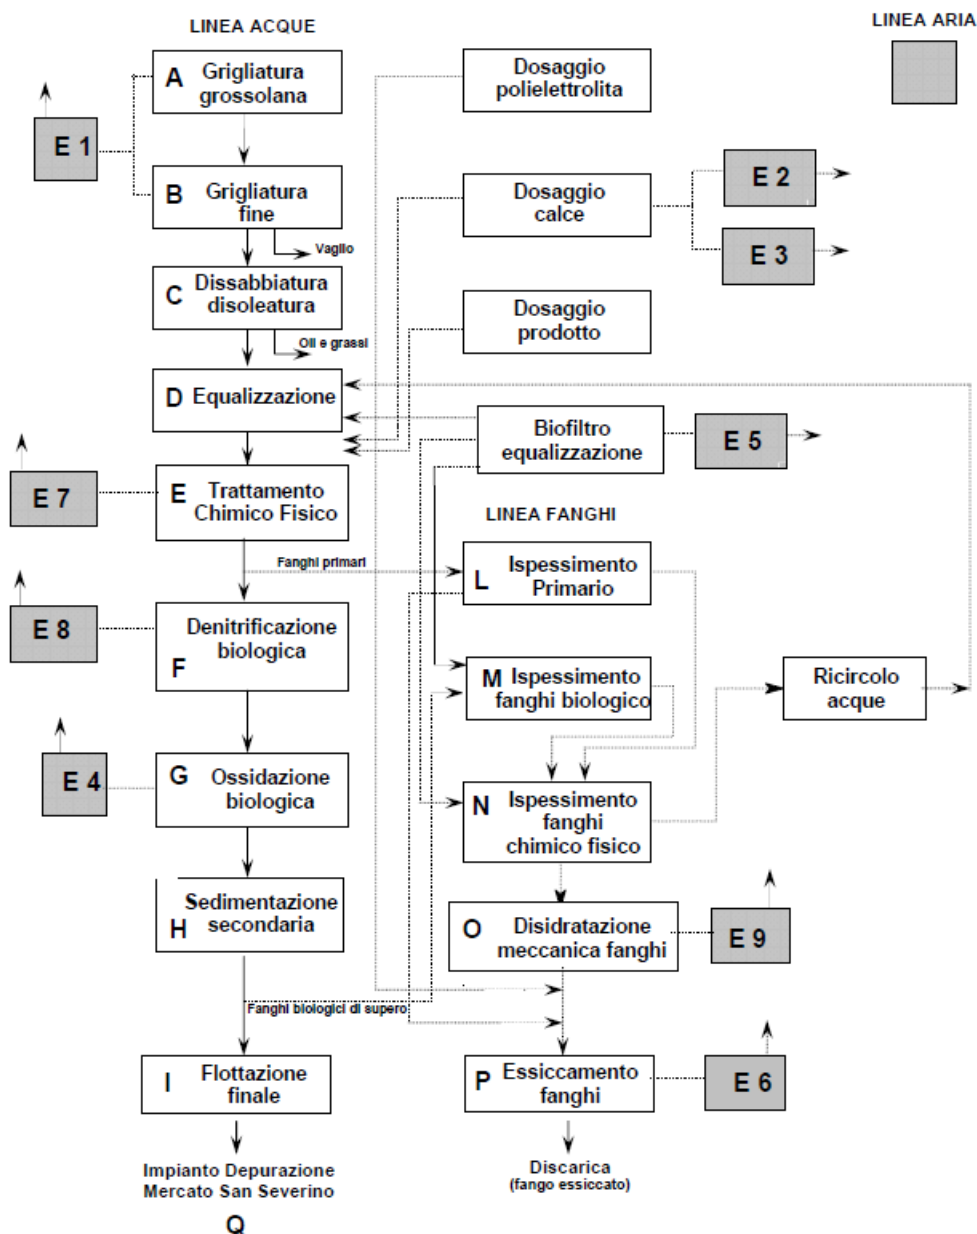 LINEA ACQUE
LINEA ARIA
A Grigliatura
grossolana
Dosaggio
polielettrolita
E 1
B Grigliatura
fine
Vaglio
Dosaggio
calce
E 2
E 3
C Dissabbiatura
disoleatura
Oli e grassi
Dosaggio
prodotto
D Equalizzazione
Biofiltro
equalizzazione
E 5
E 7
E Trattamento
Chimico Fisico
LINEA FANGHI
Fanghi primari
L Ispessimento
Primario
E 8
Denitrificazione
biologica
F
M Ispessimento
fanghi biologico
Ricircolo
acque
E 4
G Ossidazione
biologica
N Ispessimento
fanghi
chimico fisico
Sedimentazione
H secondaria
O Disidratazione
meccanica fanghi
E 9
Fanghi biologici di supero
I Flottazione
finale
P Essiccamento
fanghi
E 6
Impianto Depurazione
Mercato San Severino
Q
Discarica
(fango essiccato)